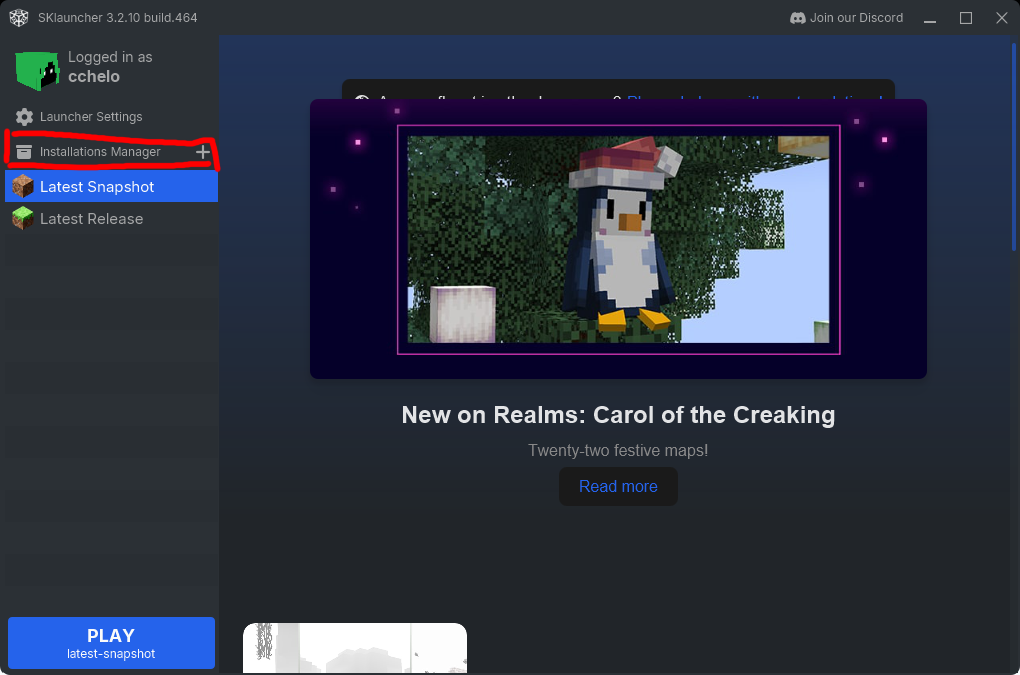 SKlauncher 3.2.10 build.464
Join our Discord
Logged in as
cchelo
Launcher Settings
Installations Manager
Latest Snapshot
Latest Release
New on Realms: Carol of the Creaking
Twenty-two festive maps!
Read more
PLAY
latest-snapshot